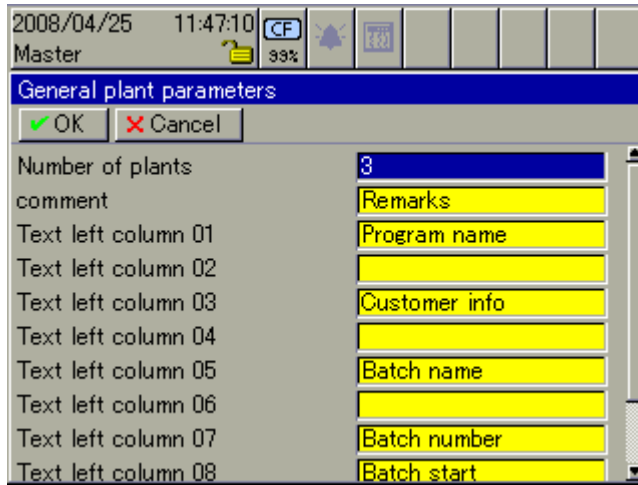 2008/04/25 11:47:10 CF
Master 99%
General plant parameters
OK Cancel
Number of plants 3
comment Remarks
Text left column 01 Program name
Text left column 02
Text left column 03 Customer info
Text left column 04
Text left column 05 Batch name
Text left column 06
Text left column 07 Batch number
Text left column 08 Batch start